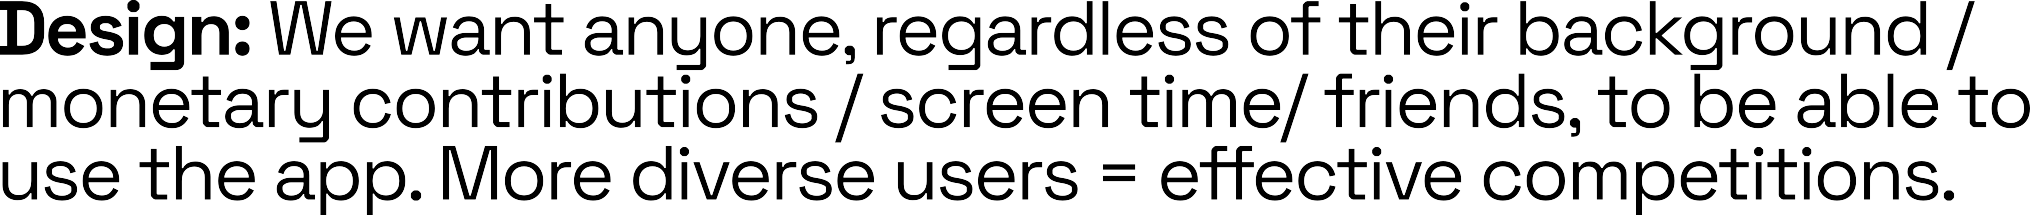 Design: We want anyone, regardless of their background /
monetary contributions / screen time/ friends, to be able to
use the app. More diverse users = effective competitions.